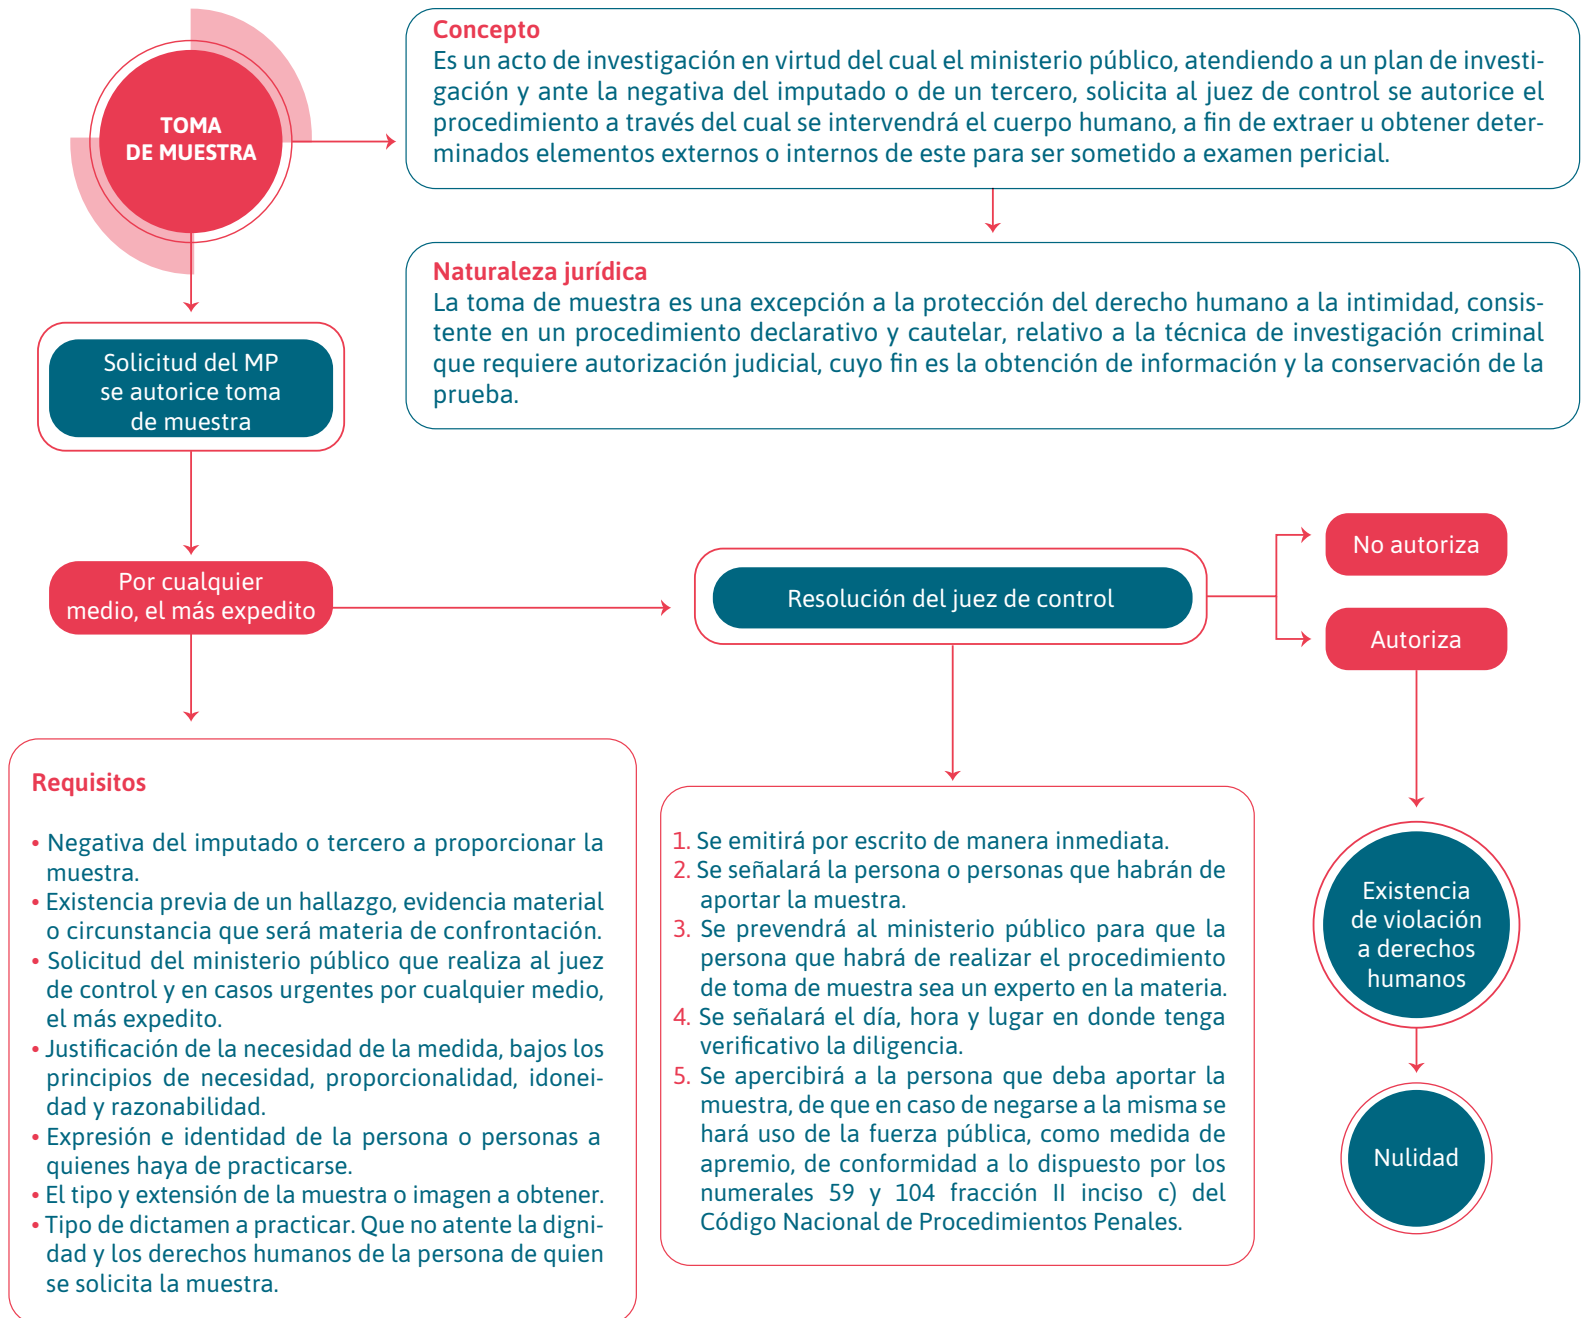 TOMA
DE MUESTRA
Concepto
Es un acto de investigación en virtud del cual el ministerio público, atendiendo a un plan de investi-
gación y ante la negativa del imputado o de un tercero, solicita al juez de control se autorice el
procedimiento a través del cual se intervendrá el cuerpo humano, a fin de extraer u obtener deter-
minados elementos externos o internos de este para ser sometido a examen pericial.
Naturaleza jurídica
La toma de muestra es una excepción a la protección del derecho humano a la intimidad, consis-
tente en un procedimiento declarativo y cautelar, relativo a la técnica de investigación criminal
que requiere autorización judicial, cuyo fin es la obtención de información y la conservación de la
prueba.
Solicitud del MP
se autorice toma
de muestra
Por cualquier
medio, el más expedito
Resolución del juez de control
No autoriza
Autoriza
Requisitos
• Negativa del imputado o tercero a proporcionar la
muestra.
• Existencia previa de un hallazgo, evidencia material
o circunstancia que será materia de confrontación.
• Solicitud del ministerio público que realiza al juez
de control y en casos urgentes por cualquier medio,
el más expedito.
• Justificación de la necesidad de la medida, bajos los
principios de necesidad, proporcionalidad, idonei-
dad y razonabilidad.
• Expresión e identidad de la persona o personas a
quienes haya de practicarse.
• El tipo y extensión de la muestra o imagen a obtener.
• Tipo de dictamen a practicar. Que no atente la digni-
dad y los derechos humanos de la persona de quien
se solicita la muestra.
1. Se emitirá por escrito de manera inmediata.
2. Se señalará la persona o personas que habrán de
aportar la muestra.
3. Se prevendrá al ministerio público para que la
persona que habrá de realizar el procedimiento
de toma de muestra sea un experto en la materia.
4. Se señalará el día, hora y lugar en donde tenga
verificativo la diligencia.
5. Se apercibirá a la persona que deba aportar la
muestra, de que en caso de negarse a la misma se
hará uso de la fuerza pública, como medida de
apremio, de conformidad a lo dispuesto por los
numerales 59 y 104 fracción II inciso c) del
Código Nacional de Procedimientos Penales.
Existencia
de violación
a derechos
humanos
Nulidad